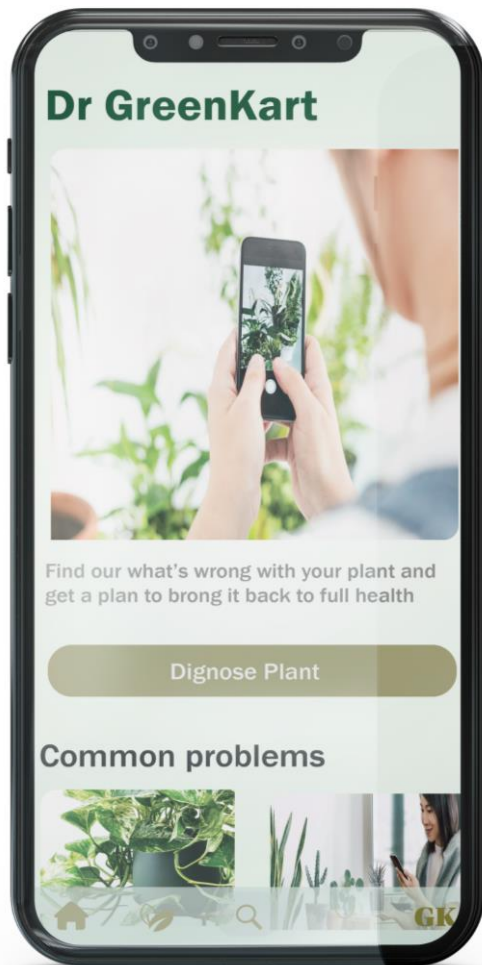 Dr GreenKart
Find our what's wrong with your plant and
get a plan to brong it back to full health
Dignose Plant
Common problems
GK